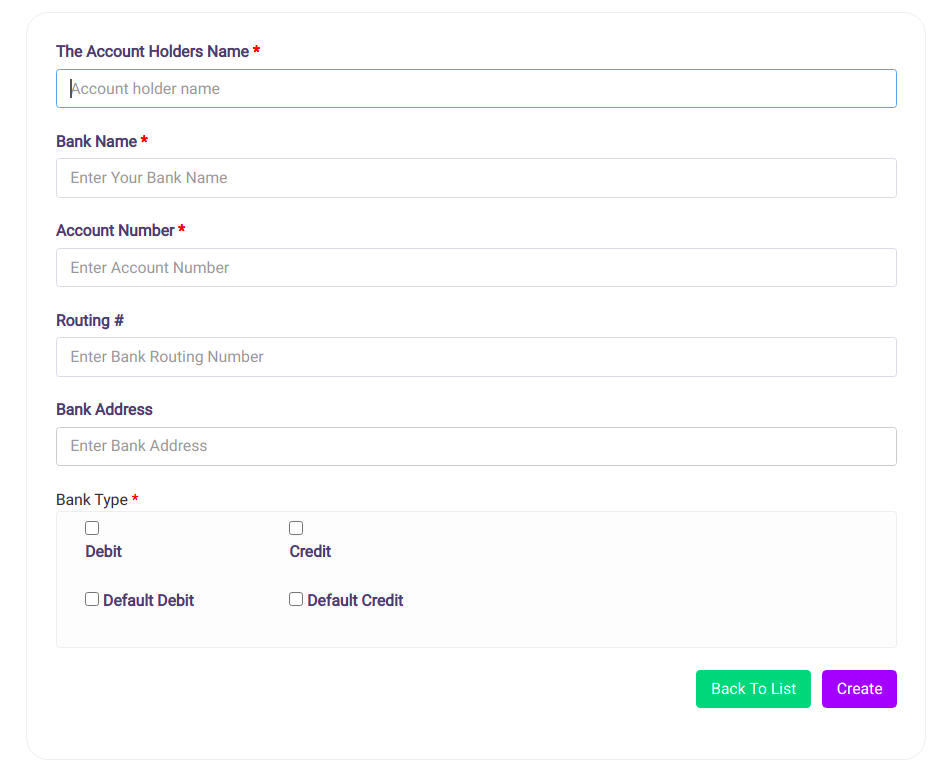 The Account Holders Name *
Account holder name
Bank Name *
Enter Your Bank Name
Account Number *
Enter Account Number
Routing #
Enter Bank Routing Number
Bank Address
Enter Bank Address
Bank Type *
Debit Credit
Default Debit Default Credit
Back To List Create